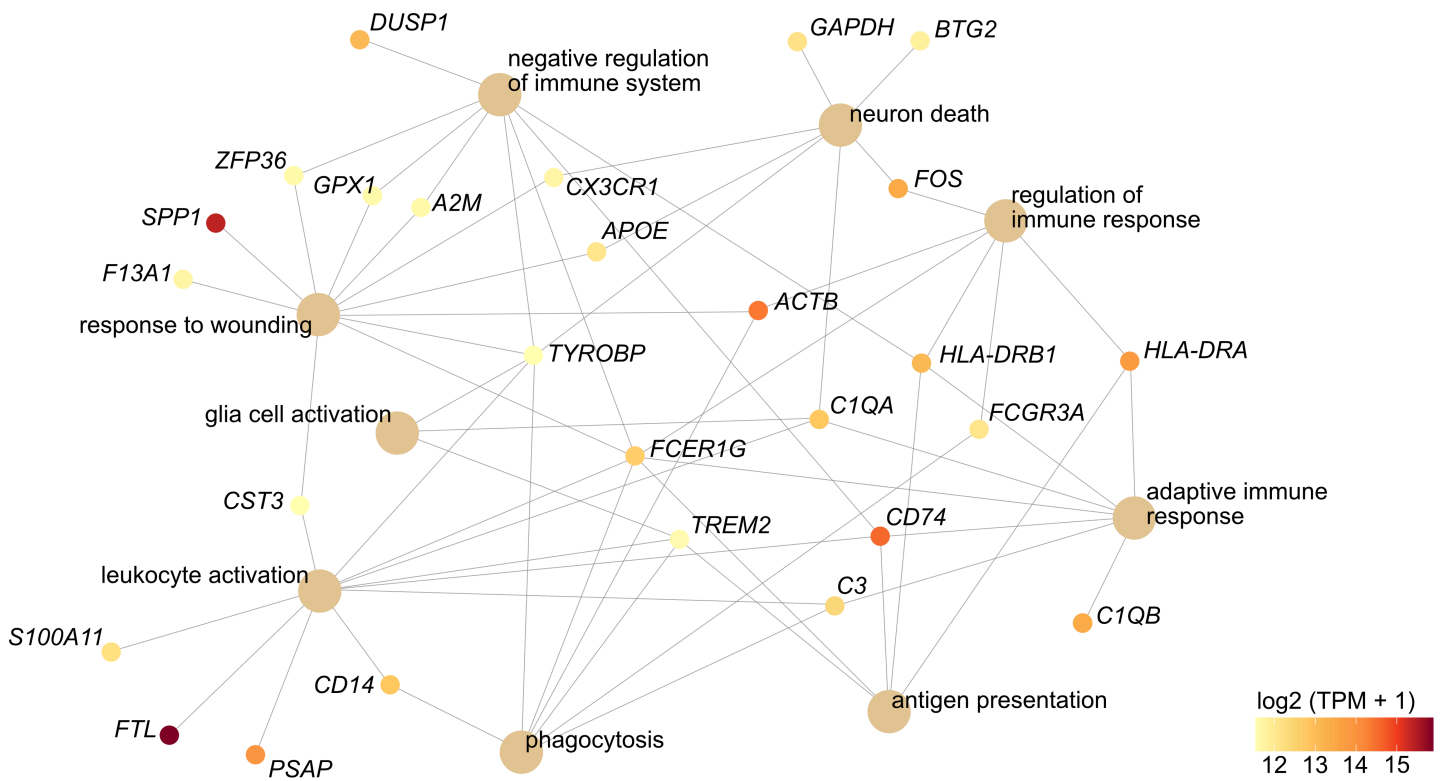 DUSP1
GAPDH
BTG2
negative regulation
of immune system
neuron death
ZFP36
GPX1
CX3CR1
FOS
A2M
regulation of
immune response
SPP1
APOE
F13A1
ACTB
response to wounding
TYROBP
HLA-DRB1
HLA-DRA
glia cell activation
C1QA
FCGR3A
FCER1G
CST3
TREM2
CD74
adaptive immune
response
leukocyte activation
C3
C1QB
S100A11
CD14
antigen presentation
log2 (TPM + 1)
FTL
phagocytosis
PSAP
12 13 14 15